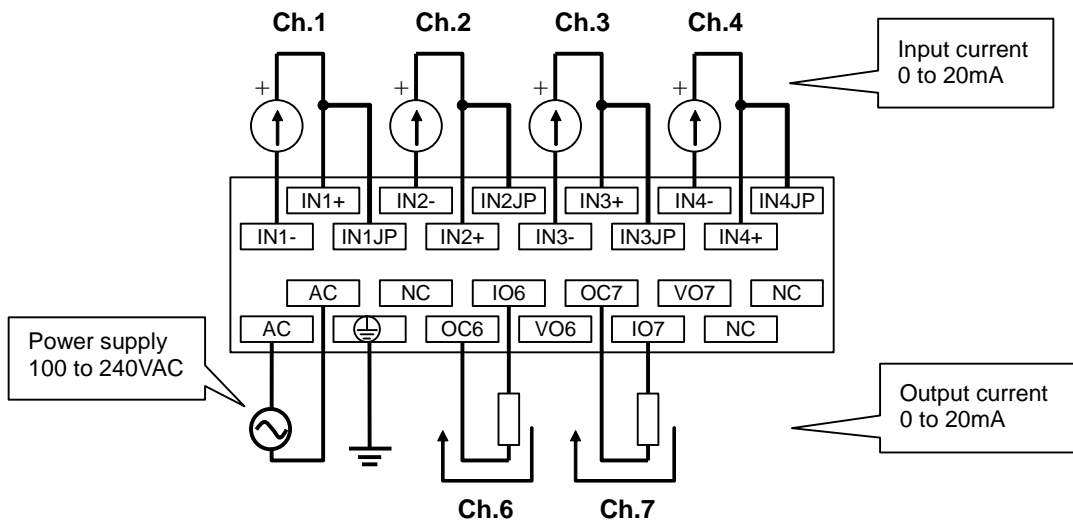 Ch.1 Ch.2 Ch.3 Ch.4
Input current
0 to 20mA
+ + + +
IN1+ IN2- IN2JP IN3+ IN4- IN4JP
IN1- IN1JP IN2+ IN3- IN3JP IN4+
AC NC IO6 OC7 VO7 NC
AC OC6 VO6 IO7 NC
Power supply
100 to 240VAC
Output current
0 to 20mA
Ch.6 Ch.7